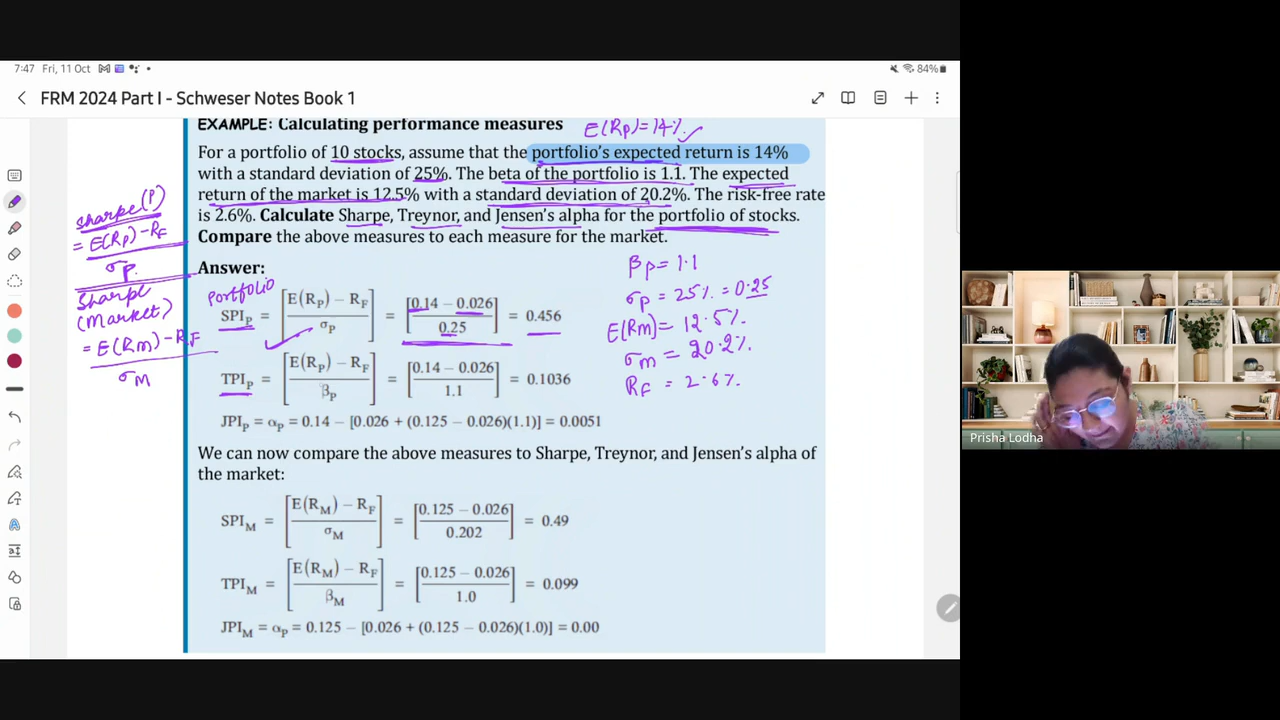 7:47 Fri, 11 Oct
84%
FRM 2024 Part I - Schweser Notes Book 1
EXAMPLE: Calculating performance measures
E(Rp)=14%
For a portfolio of 10 stocks, assume that the portfolio's expected return is 14%
with a standard deviation of 25%. The beta of the portfolio is 1.1. The expected
return of the market is 12.5% with a standard deviation of 20.2%. The risk-free rate
is 2.6%. Calculate Sharpe, Treynor, and Jensen's alpha for the portfolio of stocks.
Compare the above measures to each measure for the market.
Sharpe(P)
= E(Rp) - RF
σp
Sharpe
(Market)
= E(Rm) - RF
σM
Answer:
Portfolio
SPIP = [E(RP) − RF / σP] = [0.14 − 0.026 / 0.25] = 0.456
TPIP = [E(RP) − RF / βP] = [0.14 − 0.026 / 1.1] = 0.1036
JPIP = αP = 0.14 − [0.026 + (0.125 − 0.026)(1.1)] = 0.0051
βp = 1.1
σp = 25% = 0.25
E(Rm) = 12.5%.
σm = 20.2%.
RF = 2.6%.
We can now compare the above measures to Sharpe, Treynor, and Jensen's alpha of
the market:
SPIM = [E(RM) − RF / σM] = [0.125 − 0.026 / 0.202] = 0.49
TPIM = [E(RM) − RF / βM] = [0.125 − 0.026 / 1.0] = 0.099
JPIM = αP = 0.125 − [0.026 + (0.125 − 0.026)(1.0)] = 0.00
Prisha Lodha